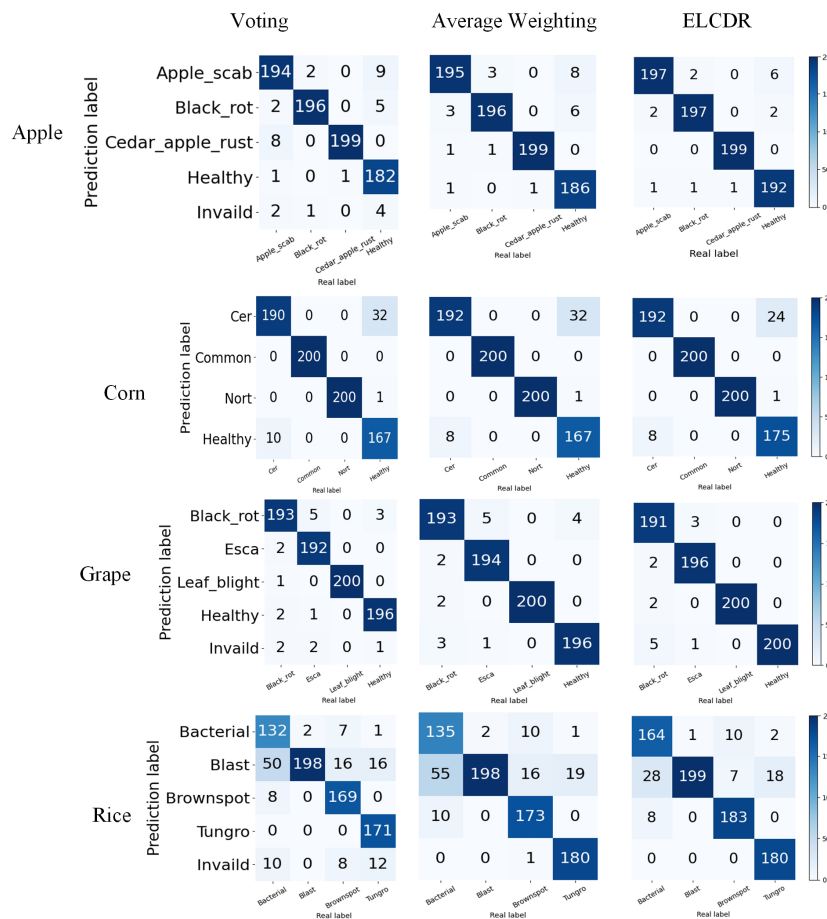 Voting Average Weighting ELCDR
Apple
Prediction label
Apple_scab 194 2 0 9 195 3 0 8 197 2 0 6
Black_rot 2 196 0 5 3 196 0 6 2 197 0 2
Cedar_apple_rust 8 0 199 0 1 1 199 0 0 0 199 0
Healthy 1 0 1 182 1 0 1 186 1 1 1 192
Invaild 2 1 0 4
Apple_scab Black_rot Cedar_apple_rust Healthy Apple_scab Black_rot Cedar_apple_rust Healthy Apple_scab Black_rot Cedar_apple_rust Healthy
Real label Real label Real label
Corn
Prediction label
Cer 190 0 0 32 192 0 0 32 192 0 0 24
Common 0 200 0 0 0 200 0 0 0 200 0 0
Nort 0 0 200 1 0 0 200 1 0 0 200 1
Healthy 10 0 0 167 8 0 0 167 8 0 0 175
Cer Common Nort Healthy Cer Common Nort Healthy Cer Common Nort Healthy
Real label Real label Real label
Grape
Prediction label
Black_rot 193 5 0 3 193 5 0 4 191 3 0 0
Esca 2 192 0 0 2 194 0 0 2 196 0 0
Leaf_blight 1 0 200 0 2 0 200 0 2 0 200 0
Healthy 2 1 0 196 3 1 0 196 5 1 0 200
Invaild 2 2 0 1
Black_rot Esca Leaf_blight Healthy Black_rot Esca Leaf_blight Healthy Black_rot Esca Leaf_blight Healthy
Real label Real label Real label
Rice
Prediction label
Bacterial 132 2 7 1 135 2 10 1 164 1 10 2
Blast 50 198 16 16 55 198 16 19 28 199 7 18
Brownspot 8 0 169 0 10 0 173 0 8 0 183 0
Tungro 0 0 0 171 0 0 1 180 0 0 0 180
Invaild 10 0 8 12
Bacterial Blast Brownspot Tungro Bacterial Blast Brownspot Tungro Bacterial Blast Brownspot Tungro
Real label Real label Real label